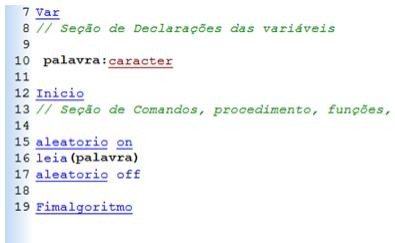 7 Var
8 // Seção de Declarações das variáveis
9
10 palavra:caracter
11
12 Inicio
13 // Seção de Comandos, procedimento, funções,
14
15 aleatorio on
16 leia(palavra)
17 aleatorio off
18
19 Fimalgoritmo